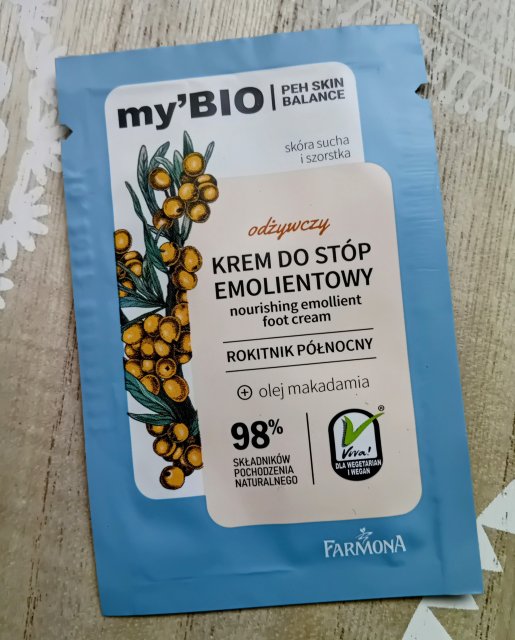 my'BIO
PEH SKIN
BALANCE
skóra sucha
i szorstka
odżywczy
KREM DO STÓP
EMOLIENTOWY
nourishing emollient
foot cream
ROKITNIK PÓŁNOCNY
+ olej makadamia
98%
SKŁADNIKÓW
POCHODZENIA
NATURALNEGO
®
Viva!
DLA WEGETARIAN
I WEGAN
FARMONA